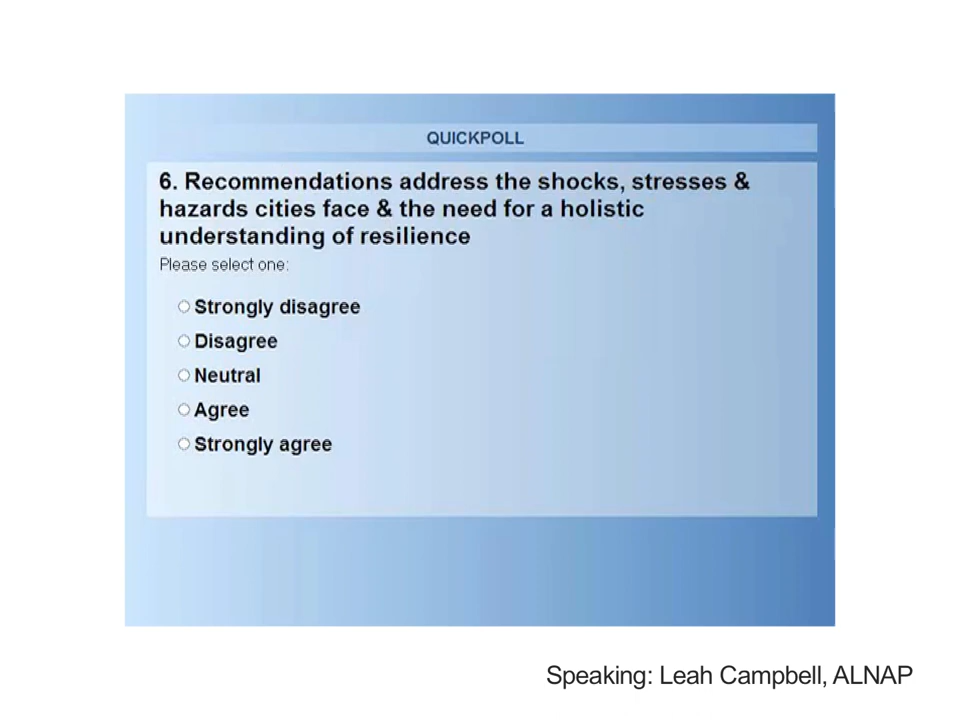 QUICKPOLL
6. Recommendations address the shocks, stresses &
hazards cities face & the need for a holistic
understanding of resilience
Please select one:
Strongly disagree
Disagree
Neutral
Agree
Strongly agree
Speaking: Leah Campbell, ALNAP